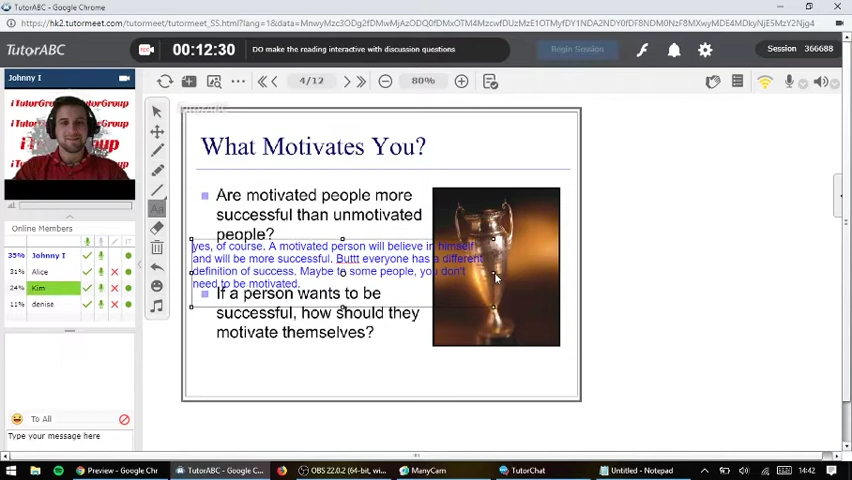 TutorABC - Google Chrome
TutorABC
REC
00:12:30
DO make the reading interactive with discussion questions
Begin Session
Session 366688
Johnny I
4/12
80%
TutorABC
iTutorGroup
Online Members
35% Johnny I
31% Alice
24% Kim
denise
To All
Type your message here
Aa
What Motivates You?
Are motivated people more
successful than unmotivated
people?
yes, of course. A motivated person will believe in himself
and will be more successful. Buttt everyone has a different
definition of success. Maybe to some people, you don't
need to be motivated.
If a person wants to be
successful, how should they
motivate themselves?
Preview - Google Chr
TutorABC - Google C...
OBS 22.0.2 (64-bit, wi...
ManyCam
TutorChat
Untitled - Notepad
ENG
14:42